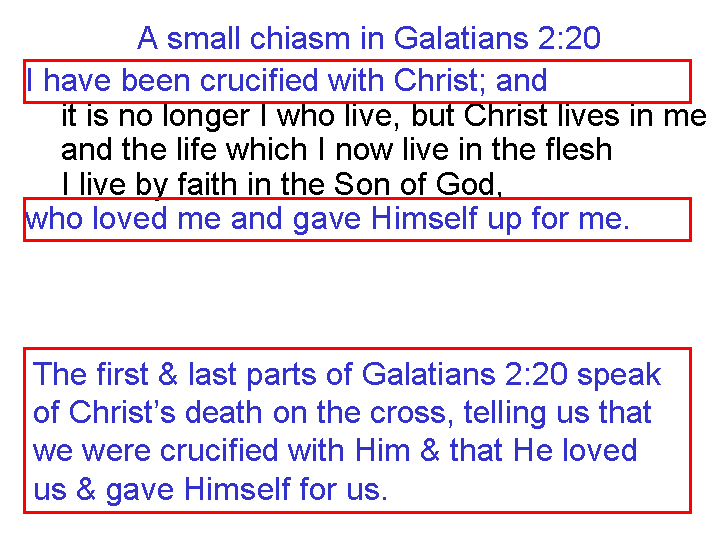 A small chiasm in Galatians 2:20
I have been crucified with Christ; and
it is no longer I who live, but Christ lives in me
and the life which I now live in the flesh
I live by faith in the Son of God,
who loved me and gave Himself up for me.
The first & last parts of Galatians 2:20 speak
of Christ’s death on the cross, telling us that
we were crucified with Him & that He loved
us & gave Himself for us.